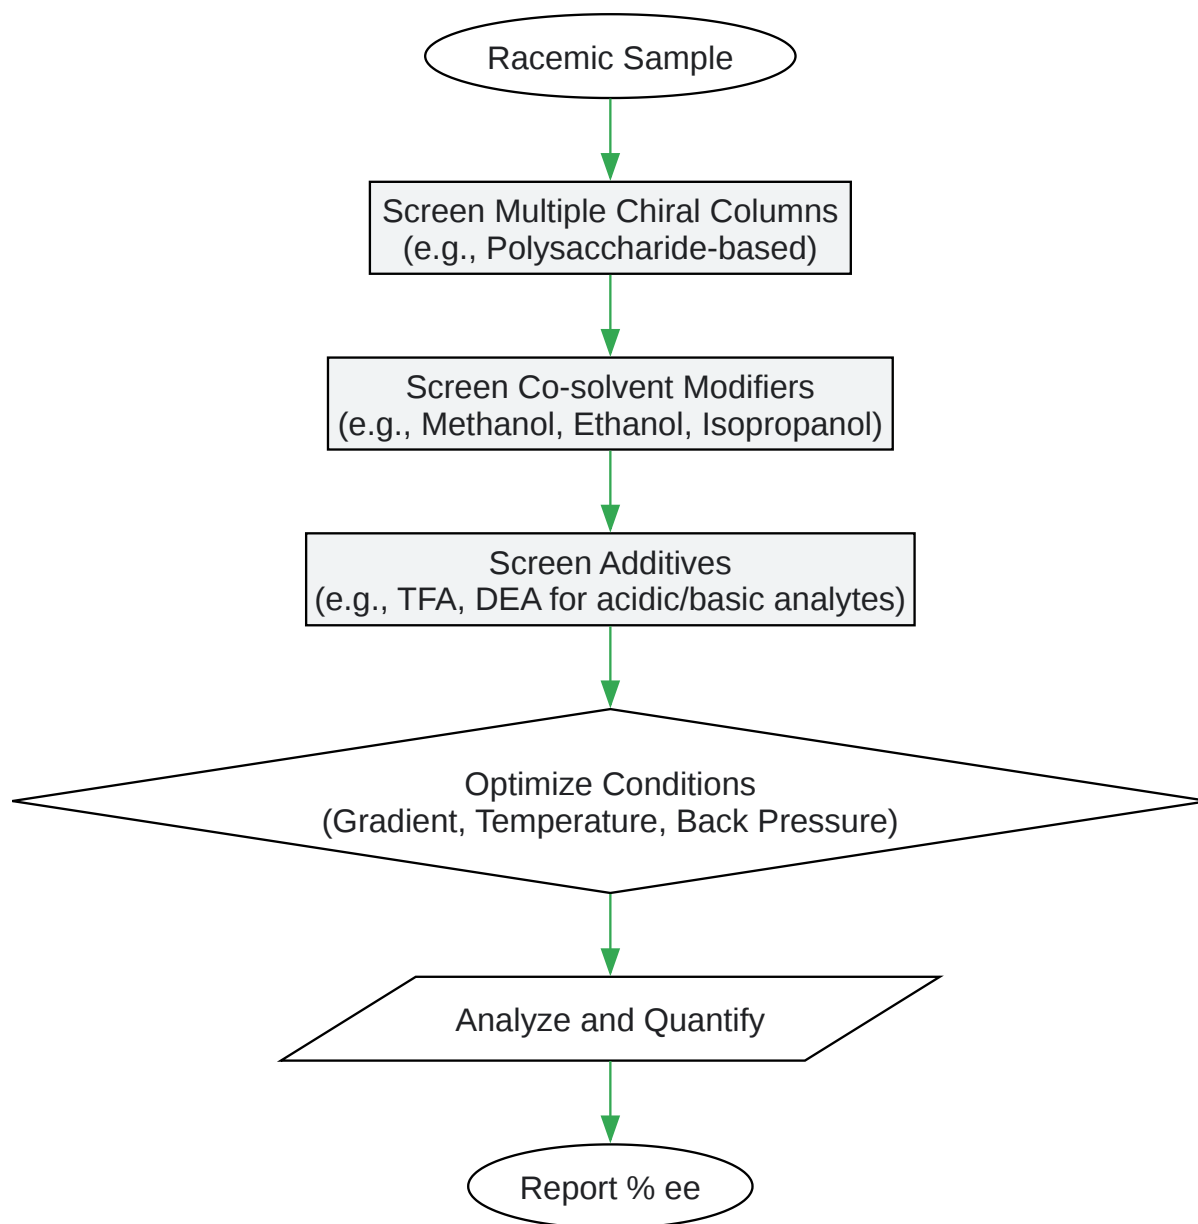 Racemic Sample
Screen Multiple Chiral Columns
(e.g., Polysaccharide-based)
Screen Co-solvent Modifiers
(e.g., Methanol, Ethanol, Isopropanol)
Screen Additives
(e.g., TFA, DEA for acidic/basic analytes)
Optimize Conditions
(Gradient, Temperature, Back Pressure)
Analyze and Quantify
Report % ee